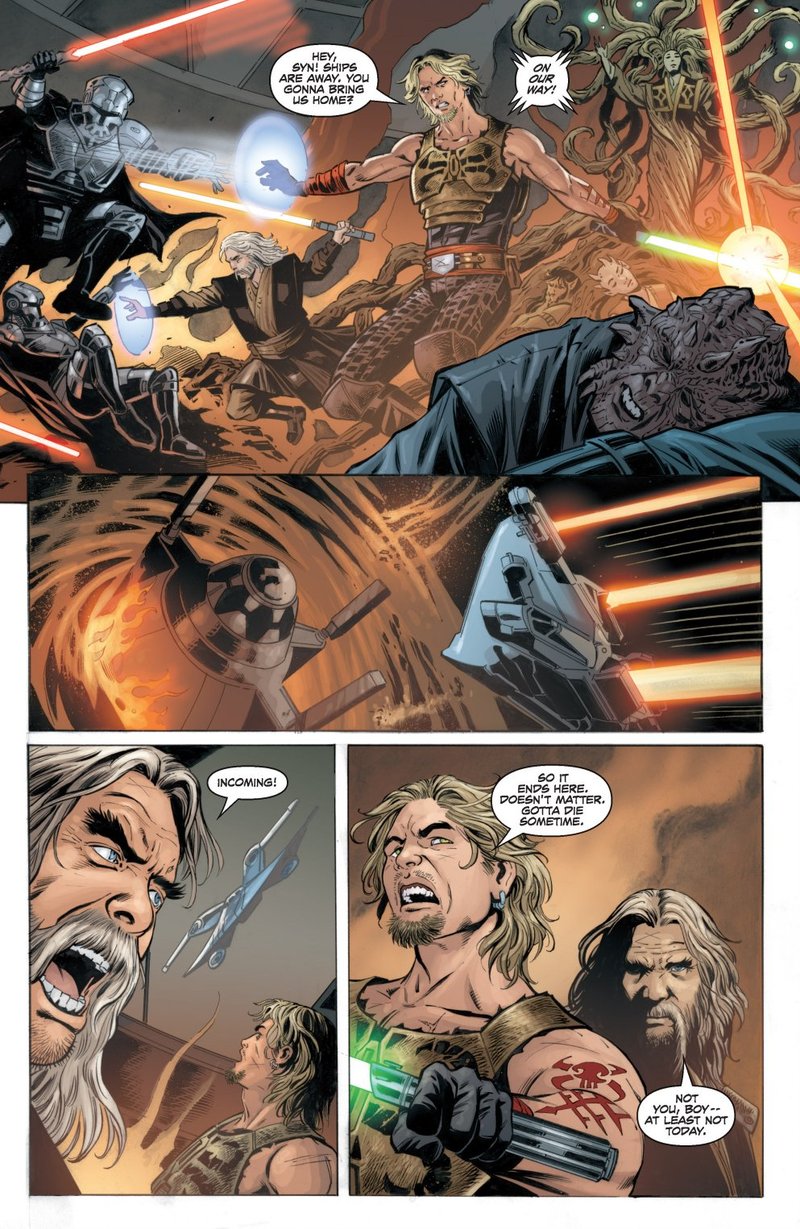 HEY,
SYN! SHIPS
ARE AWAY. YOU
GONNA BRING
US HOME?
ON
OUR
WAY!
INCOMING!
SO IT
ENDS HERE.
DOESN'T MATTER.
GOTTA DIE
SOMETIME.
NOT
YOU, BOY--
AT LEAST NOT
TODAY.